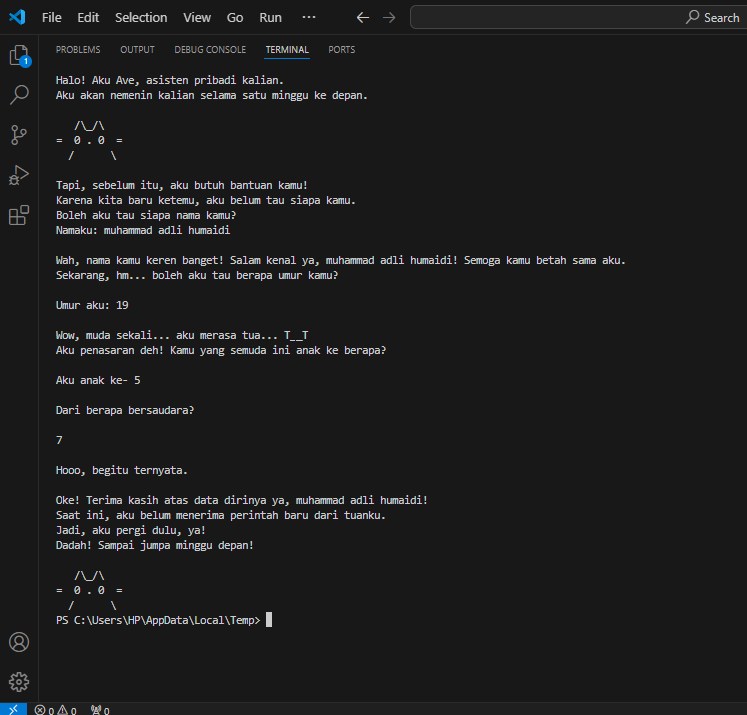 File Edit Selection View Go Run ··· Search
PROBLEMS OUTPUT DEBUG CONSOLE TERMINAL PORTS
1
Halo! Aku Ave, asisten pribadi kalian.
Aku akan nemenin kalian selama satu minggu ke depan.
/\_/\
= 0 . 0 =
/ \
Tapi, sebelum itu, aku butuh bantuan kamu!
Karena kita baru ketemu, aku belum tau siapa kamu.
Boleh aku tau siapa nama kamu?
Namaku: muhammad adli humaidi
Wah, nama kamu keren banget! Salam kenal ya, muhammad adli humaidi! Semoga kamu betah sama aku.
Sekarang, hm... boleh aku tau berapa umur kamu?
Umur aku: 19
Wow, muda sekali... aku merasa tua... T__T
Aku penasaran deh! Kamu yang semuda ini anak ke berapa?
Aku anak ke- 5
Dari berapa bersaudara?
7
Hooo, begitu ternyata.
Oke! Terima kasih atas data dirinya ya, muhammad adli humaidi!
Saat ini, aku belum menerima perintah baru dari tuanku.
Jadi, aku pergi dulu, ya!
Dadah! Sampai jumpa minggu depan!
/\_/\
= 0 . 0 =
/ \
PS C:\Users\HP\AppData\Local\Temp>
0 0 0